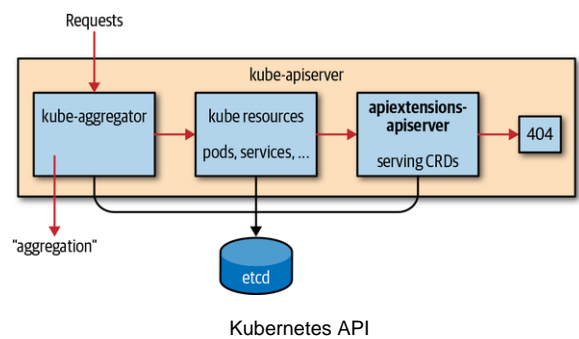 Requests
kube-apiserver
kube-aggregator
kube resources
pods, services, ...
apiextensions-
apiserver
serving CRDs
404
"aggregation"
etcd
Kubernetes API